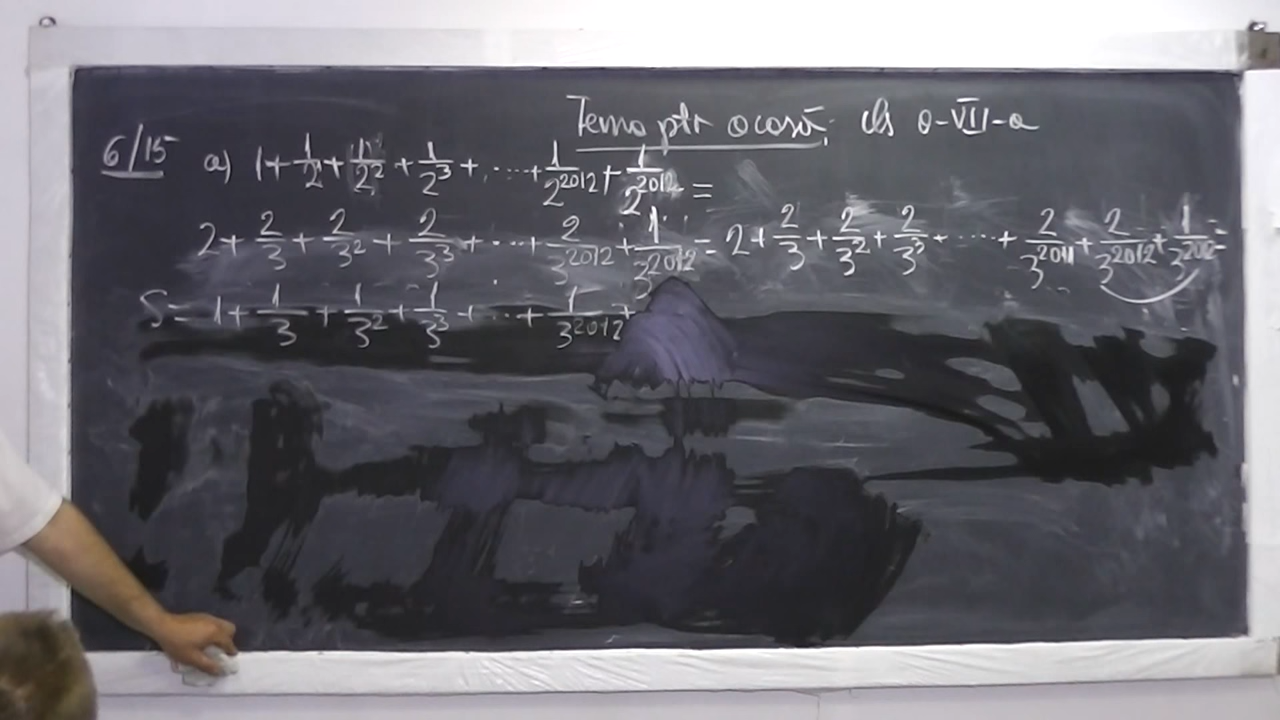 Tema ptr acasă: cls a-VII-a
6/15 a) 1+1/2+1/2²+1/2³+...+1/2²⁰¹²+1/2²⁰¹²=
2+2/3+2/3²+2/3³+...+2/3²⁰¹²+1/3²⁰¹²=2+2/3+2/3²+2/3³+...+2/3²⁰¹¹+2/3²⁰¹²+1/3²⁰¹²=
S=1+1/3+1/3²+1/3³+...+1/3²⁰¹²+